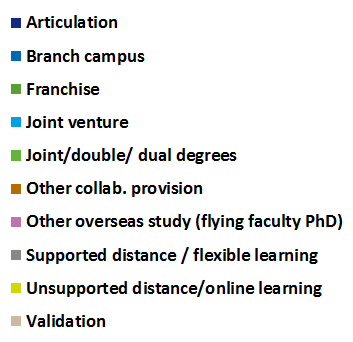 Articulation
Branch campus
Franchise
Joint venture
Joint/double/ dual degrees
Other collab. provision
Other overseas study (flying faculty PhD)
Supported distance / flexible learning
Unsupported distance/online learning
Validation